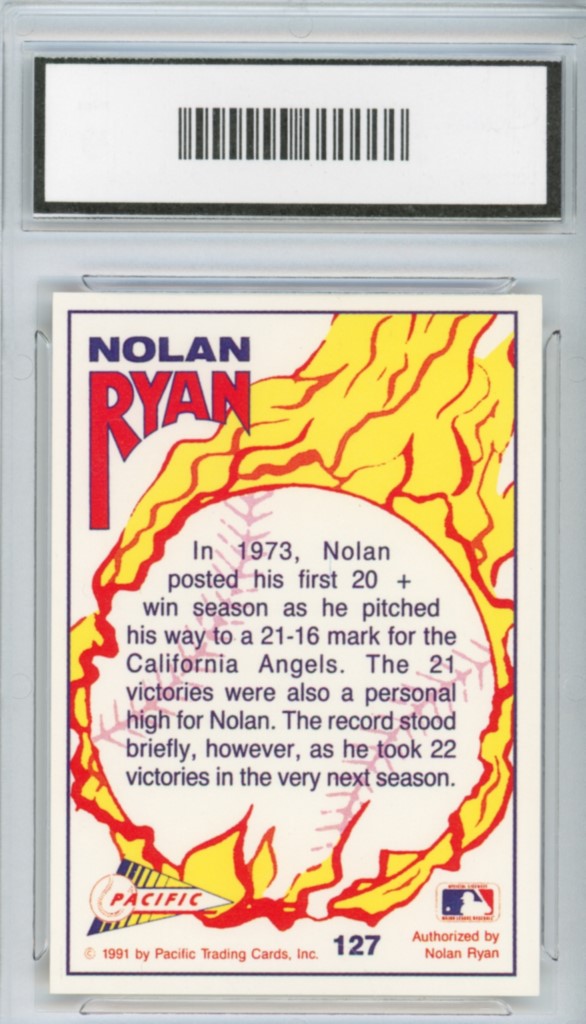 NOLAN
RYAN
In 1973, Nolan
posted his first 20 +
win season as he pitched
his way to a 21-16 mark for the
California Angels. The 21
victories were also a personal
high for Nolan. The record stood
briefly, however, as he took 22
victories in the very next season.
PACIFIC
© 1991 by Pacific Trading Cards, Inc.
127
Authorized by
Nolan Ryan